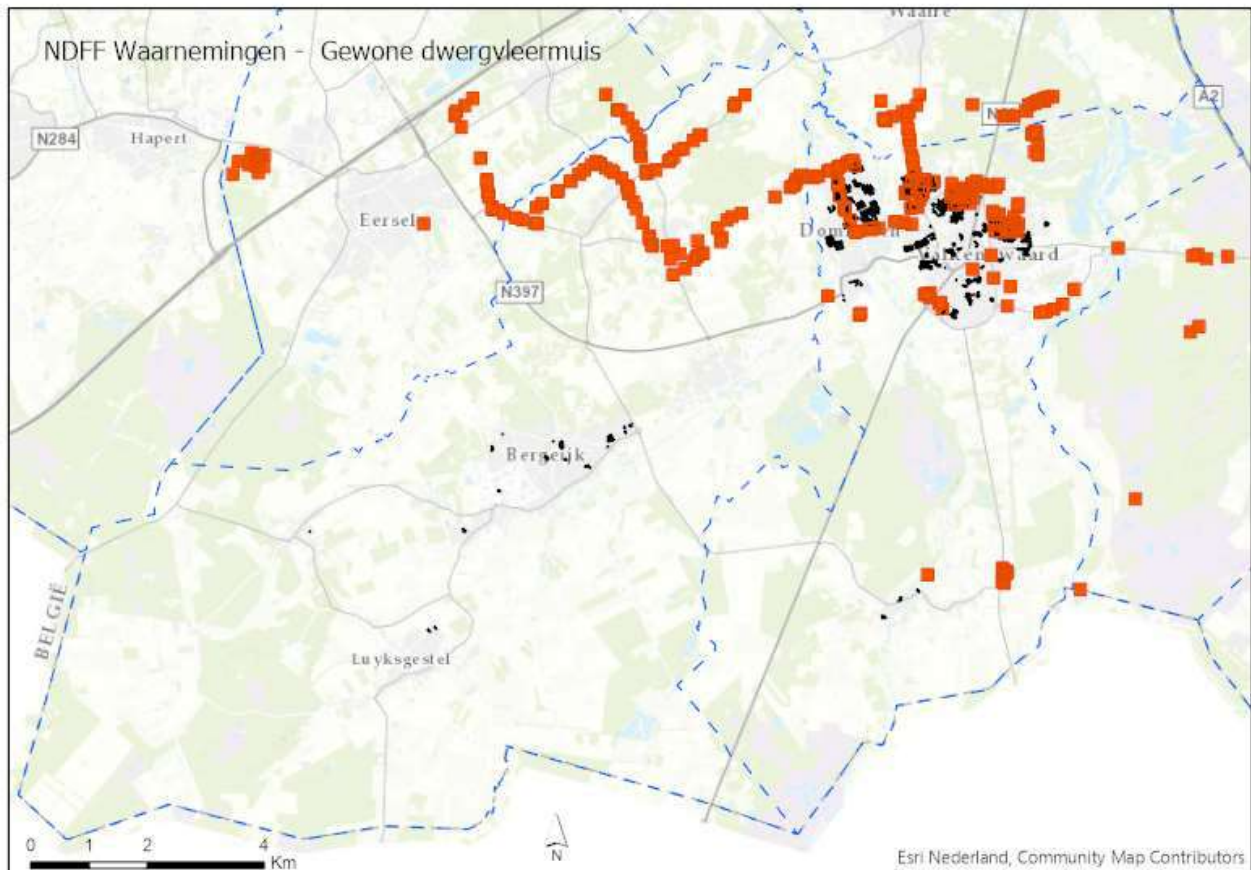 Waalre
NDFF Waarnemingen - Gewone dwergvleermuis
A2
N284
Hapert
Eersel
N397
Bergeijk
BELGIË
Luyksgestel
0 1 2 4
Km
N
Esri Nederland, Community Map Contributors